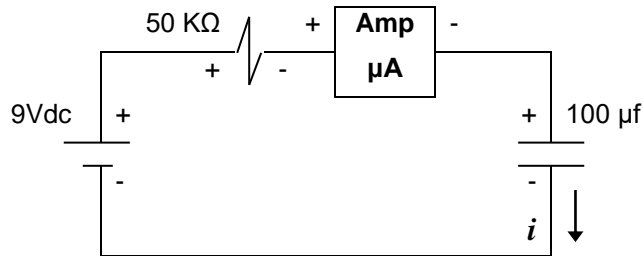 50 KΩ + Amp -
+ - µA
9Vdc + + 100 µf
- -
i